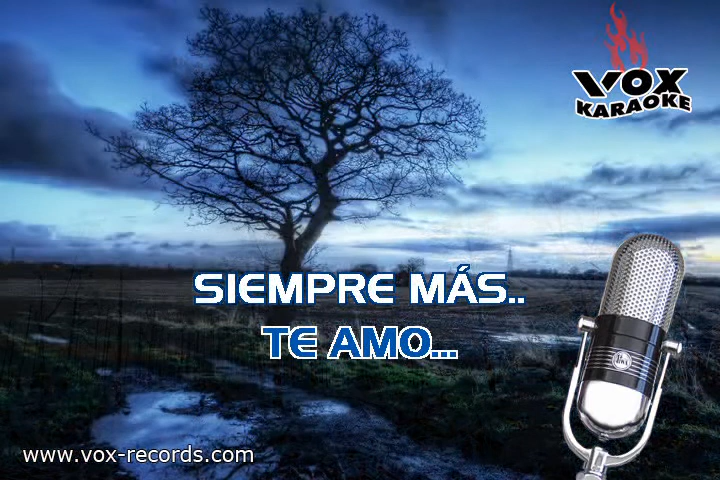 VOX
KARAOKE
SIEMPRE MÁS..
TE AMO...
www.vox-records.com